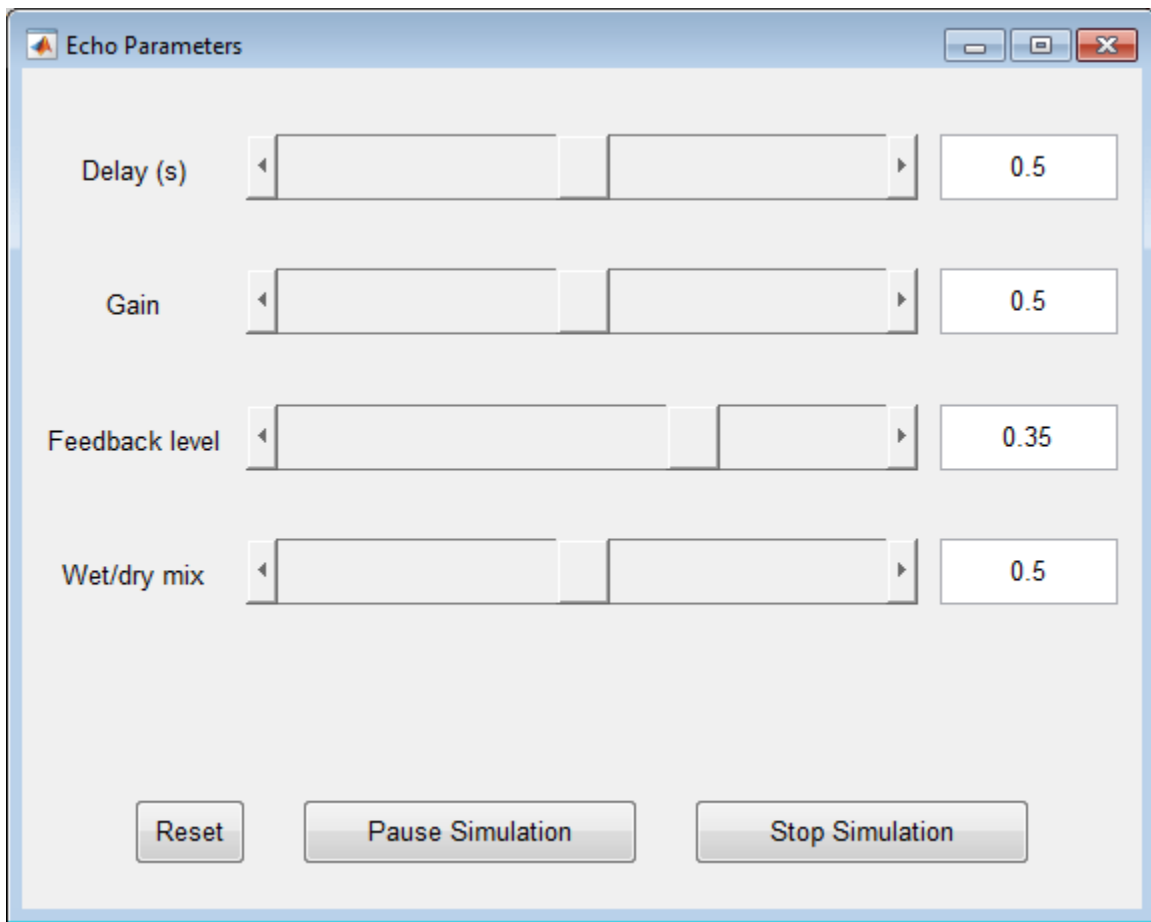 Echo Parameters
Delay (s)
0.5
Gain
0.5
Feedback level
0.35
Wet/dry mix
0.5
Reset
Pause Simulation
Stop Simulation